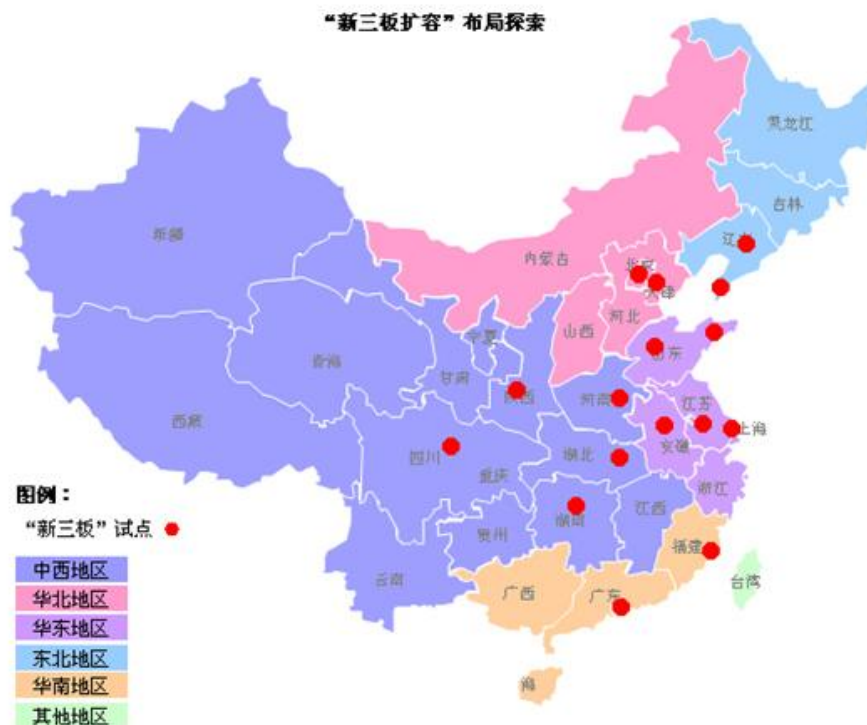 “新三板扩容”布局探索
黑龙江
吉林
辽宁
新疆
内蒙古
北京
天津
河北
山西
宁夏
青海
甘肃
陕西
山东
河南
江苏
西藏
安徽
上海
四川
重庆
湖北
浙江
湖南
江西
贵州
福建
云南
广西
广东
台湾
海
图例：
“新三板”试点
中西地区
华北地区
华东地区
东北地区
华南地区
其他地区